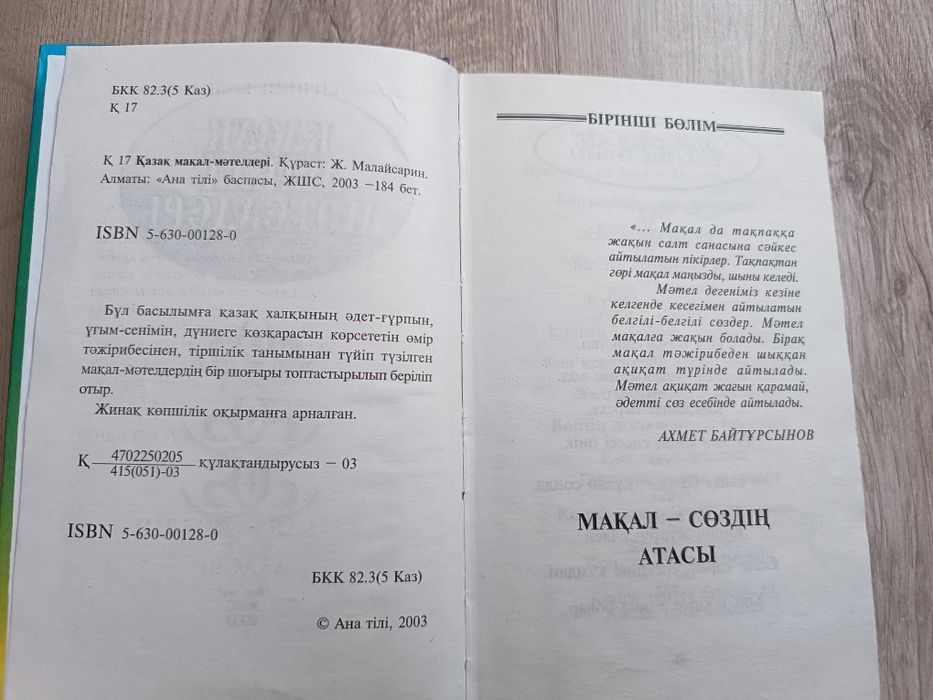 БКК 82.3(5 Каз)
Қ 17
Қ 17 Қазақ мақал-мәтелдері. Құраст: Ж. Малайсарин.
Алматы: «Ана тілі» баспасы, ЖШС, 2003 –184 бет.
ISBN 5-630-00128-0
Бұл басылымға қазақ халқының әдет-ғұрпын,
ұғым-сенімін, дүниеге көзқарасын көрсететін өмір
тәжірибесінен, тіршілік танымынан түйіп түзілген
мақал-мәтелдердің бір шоғыры топтастырылып беріліп
отыр.
Жинақ көпшілік оқырманға арналған.
Қ 4702250205
415(051)-03 құлақтандырусыз – 03
ISBN 5-630-00128-0
БКК 82.3(5 Каз)
© Ана тілі, 2003
БІРІНШІ БӨЛІМ
«... Мақал да тақпаққа
жақын салт санасына сәйкес
айтылатын пікірлер. Тақпақтан
гөрі мақал маңызды, шыны келеді.
Мәтел дегеніміз кезіне
келгенде кесегімен айтылатын
белгілі-белгілі сөздер. Мәтел
мақалға жақын болады. Бірақ
мақал тәжірибеден шыққан
ақиқат түрінде айтылады.
Мәтел ақиқат жағын қарамай,
әдетті сөз есебінде айтылады.
АХМЕТ БАЙТҰРСЫНОВ
МАҚАЛ – СӨЗДІҢ
АТАСЫ